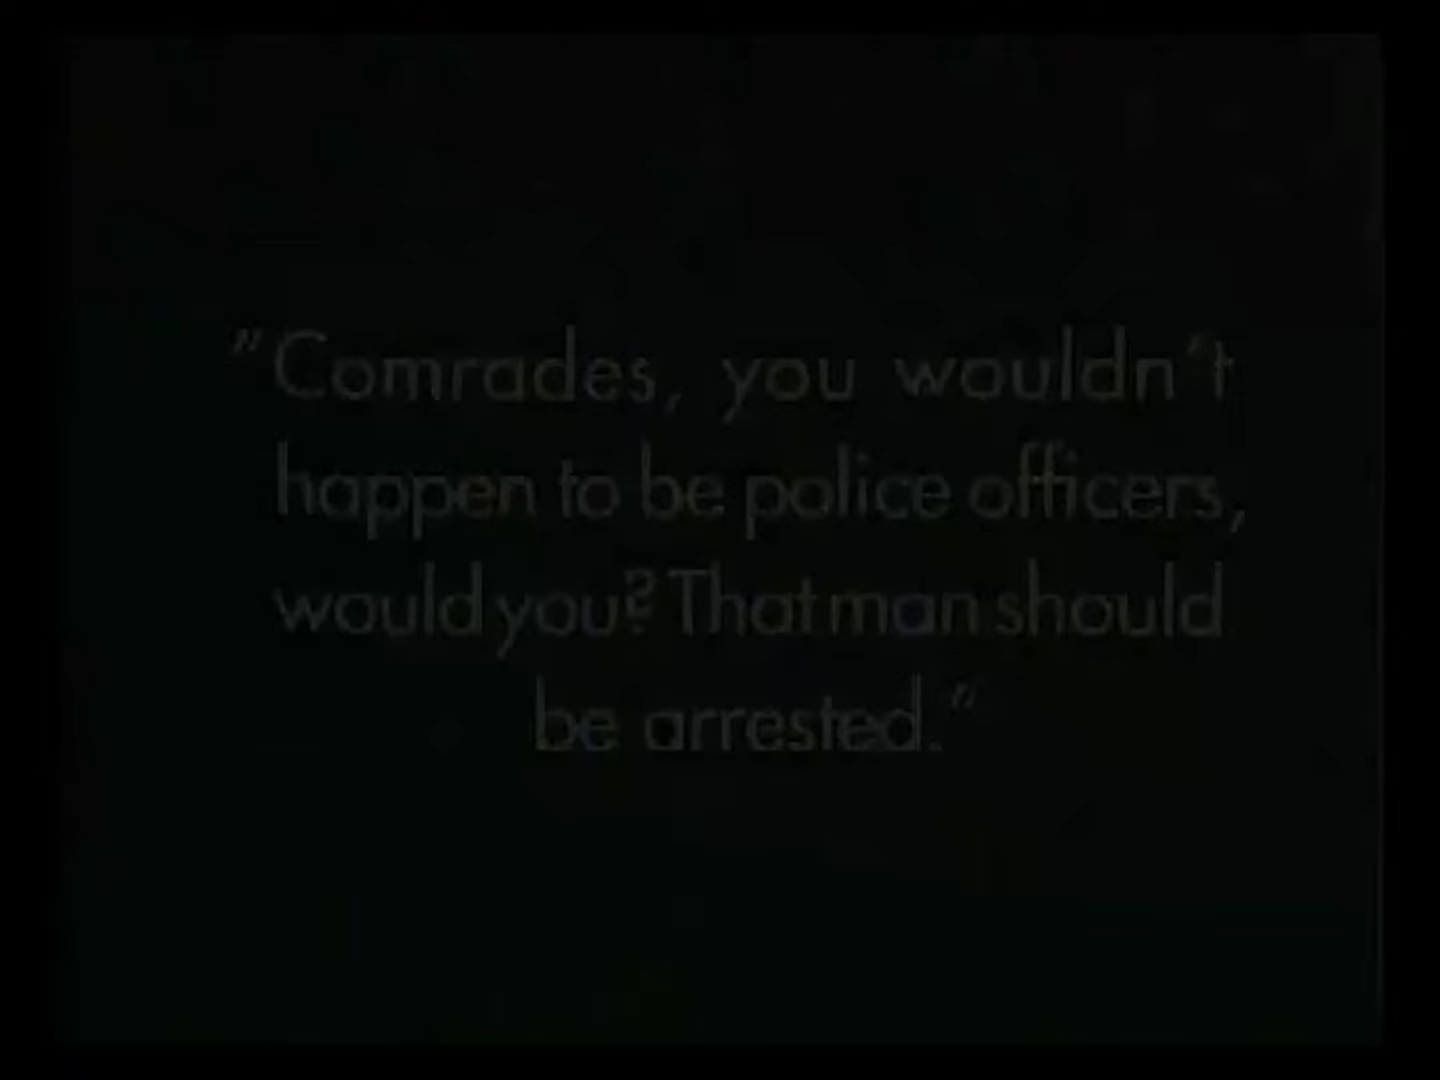 "Comrades, you wouldn't
happen to be police officers,
would you? That man should
be arrested."